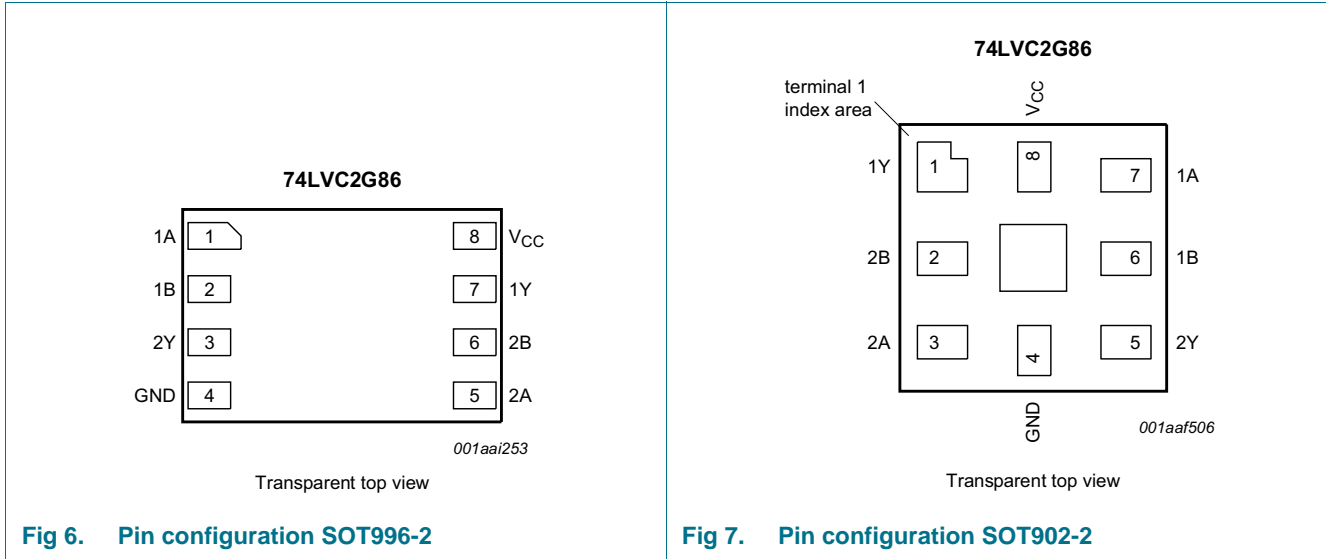 74LVC2G86
1A 1 8 VCC
1B 2 7 1Y
2Y 3 6 2B
GND 4 5 2A
001aai253
Transparent top view
Fig 6. Pin configuration SOT996-2
74LVC2G86
terminal 1
index area
VCC
1Y 1 8 7 1A
2B 2 6 1B
2A 3 4 5 2Y
GND
001aaf506
Transparent top view
Fig 7. Pin configuration SOT902-2